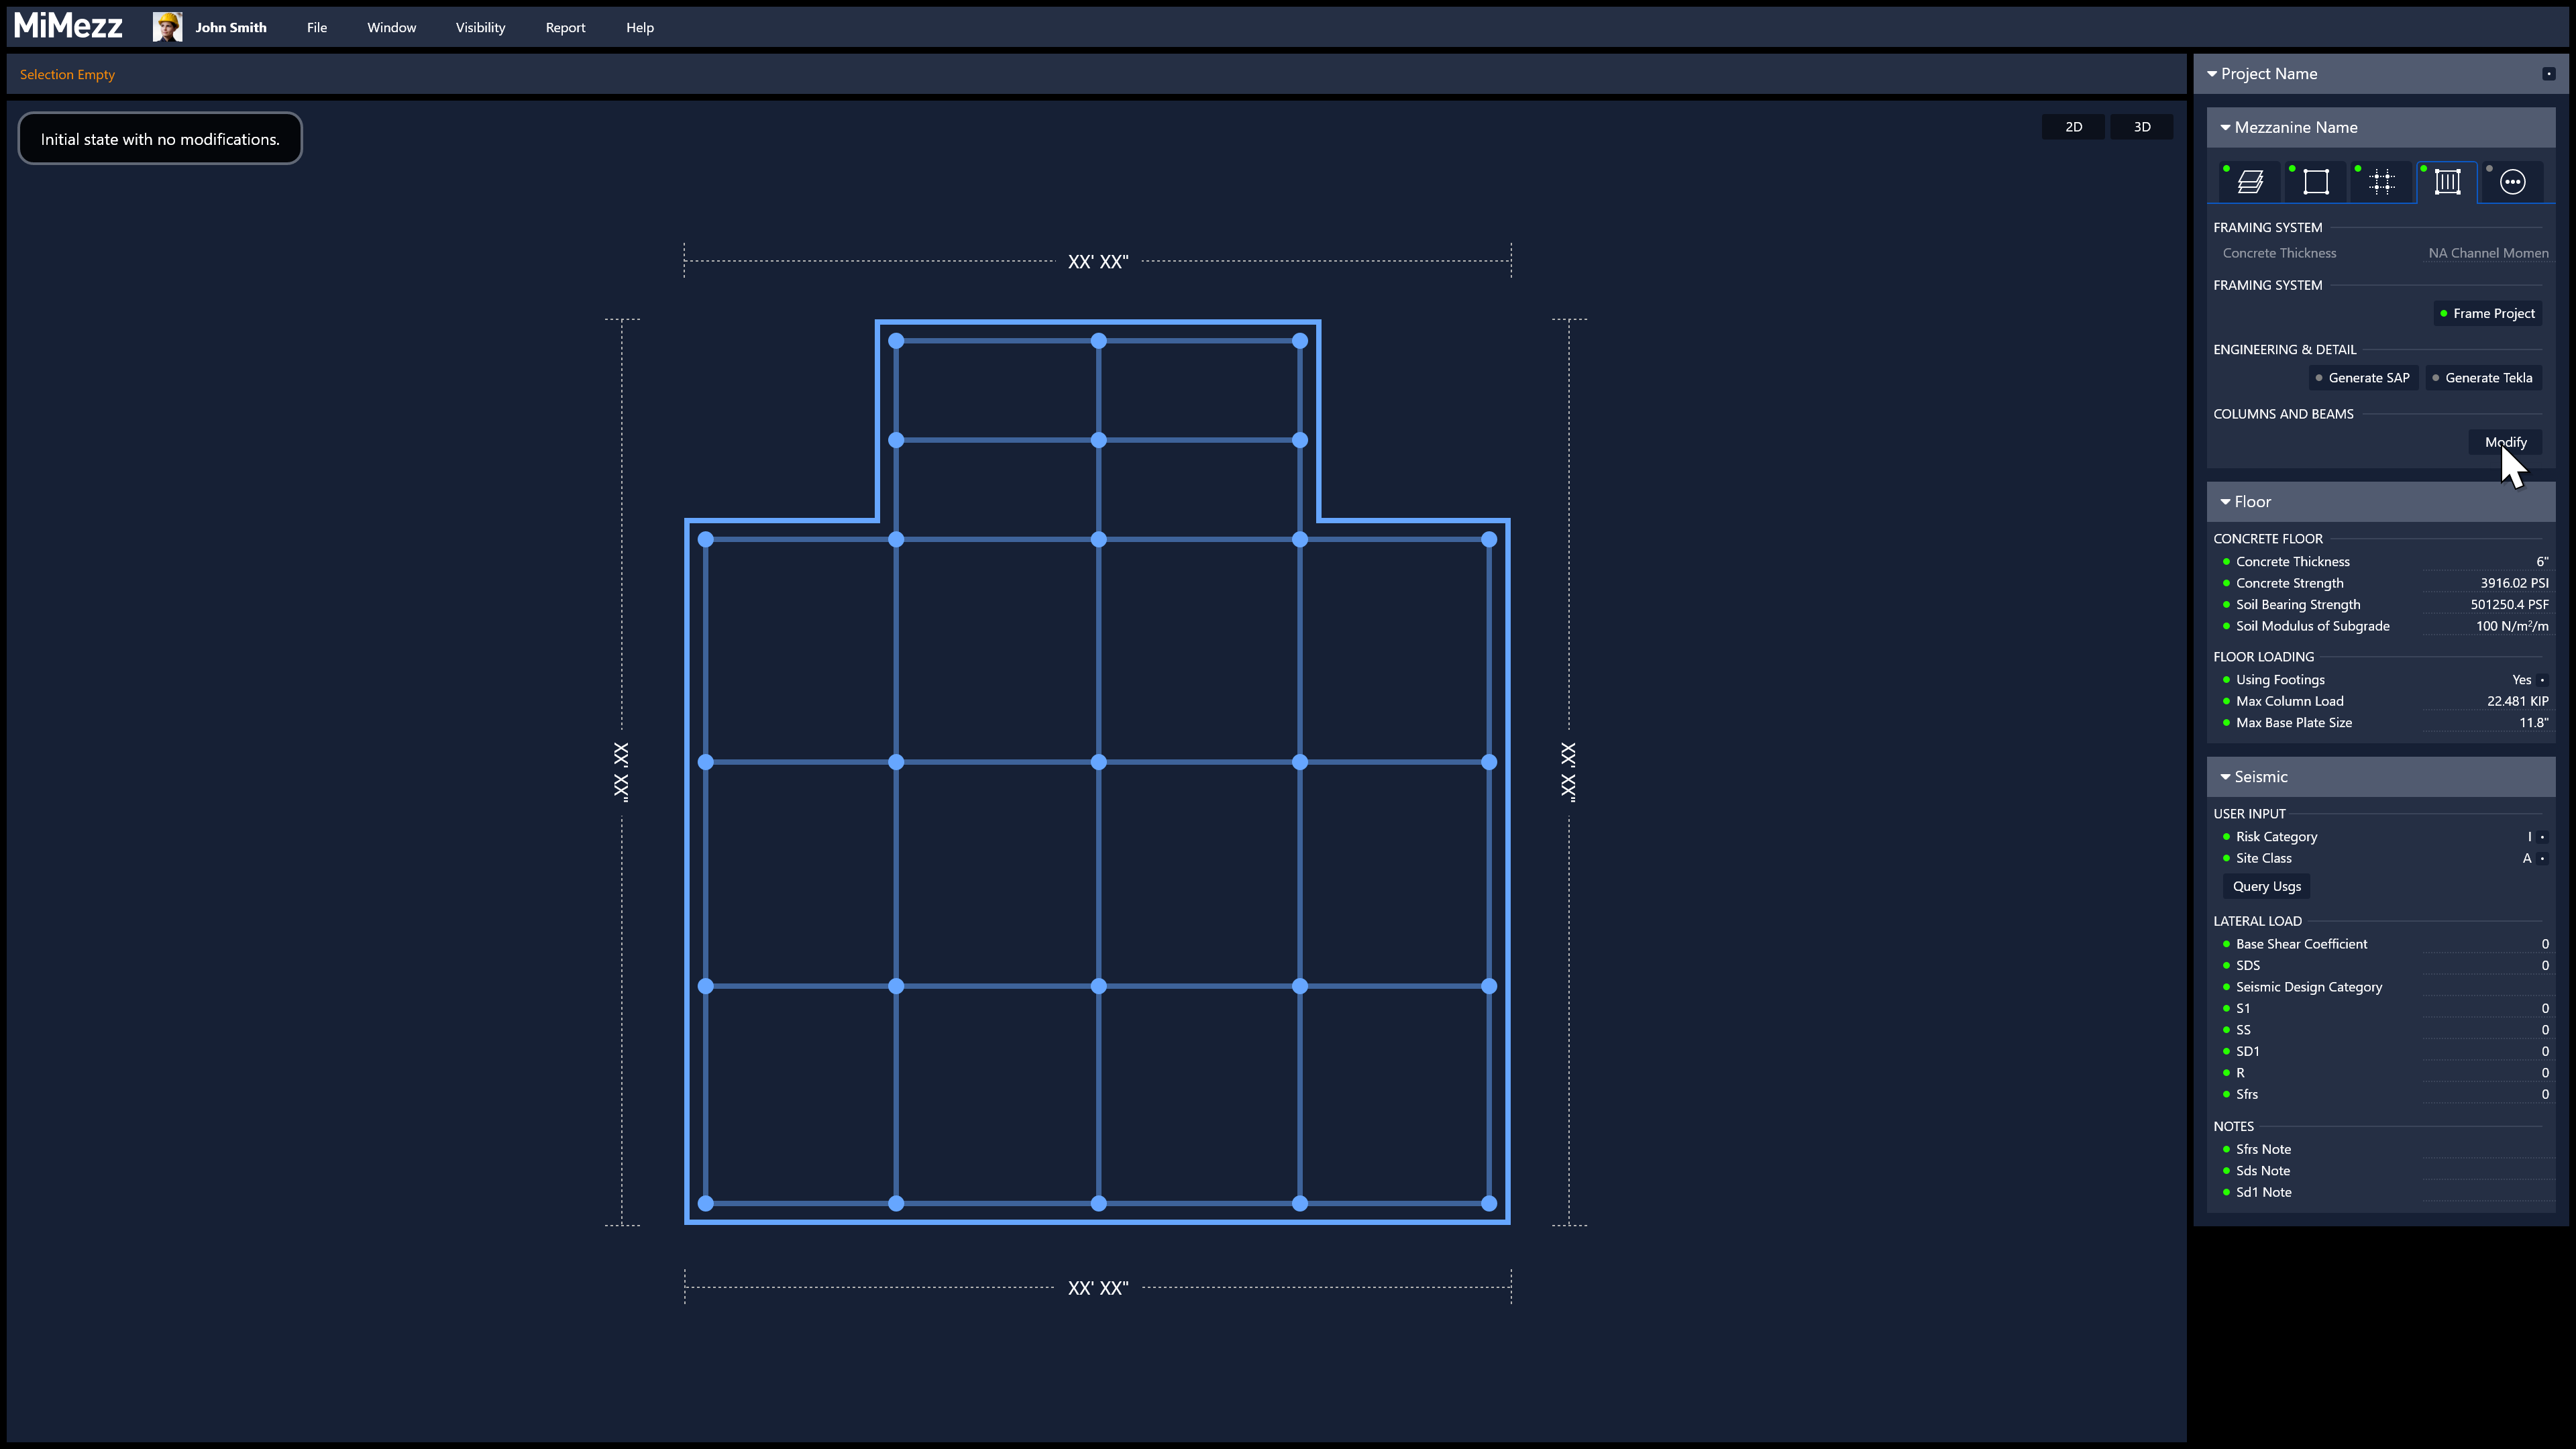 MiMezz
John Smith
File
Window
Visibility
Report
Help
Selection Empty
Initial state with no modifications.
2D
3D
XX' XX"
XX' XX"
XX' XX"
XX' XX"
Project Name
Mezzanine Name
FRAMING SYSTEM
Concrete Thickness NA Channel Momen
FRAMING SYSTEM
Frame Project
ENGINEERING & DETAIL
Generate SAP Generate Tekla
COLUMNS AND BEAMS
Modify
Floor
CONCRETE FLOOR
Concrete Thickness 6"
Concrete Strength 3916.02 PSI
Soil Bearing Strength 501250.4 PSF
Soil Modulus of Subgrade 100 N/m²/m
FLOOR LOADING
Using Footings Yes
Max Column Load 22.481 KIP
Max Base Plate Size 11.8"
Seismic
USER INPUT
Risk Category I
Site Class A
Query Usgs
LATERAL LOAD
Base Shear Coefficient 0
SDS 0
Seismic Design Category
S1 0
SS 0
SD1 0
R 0
Sfrs 0
NOTES
Sfrs Note
Sds Note
Sd1 Note